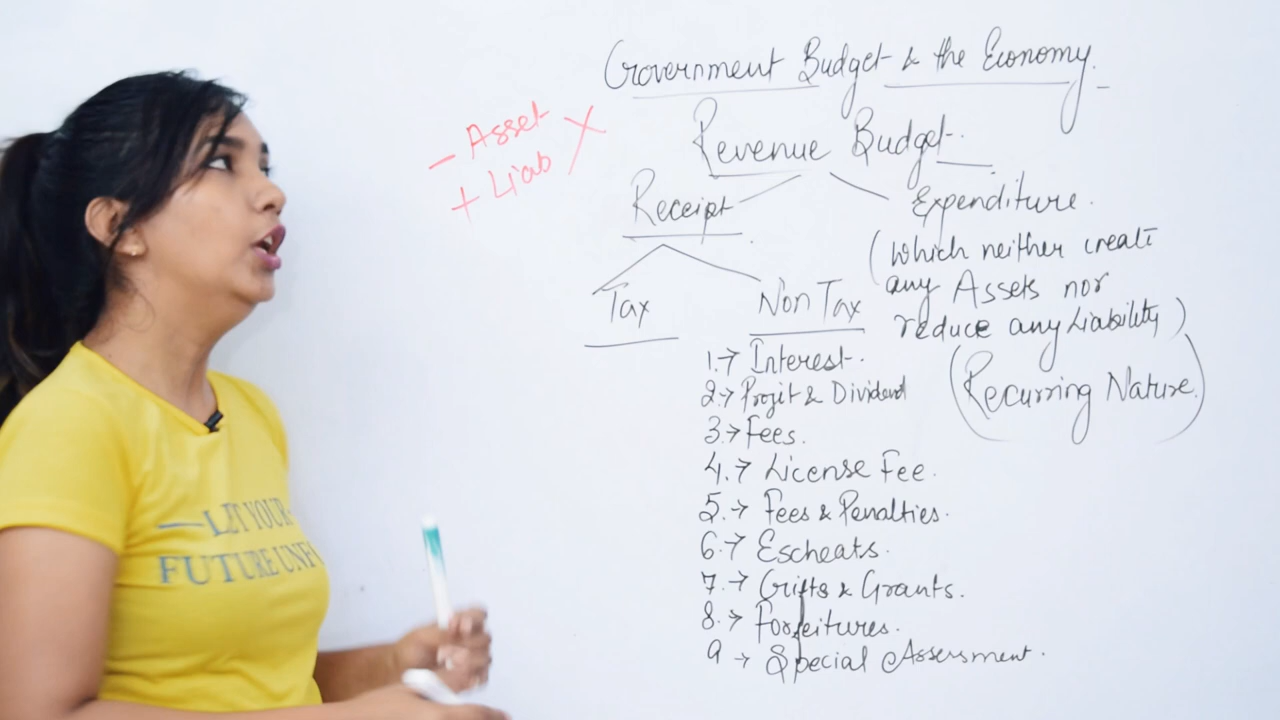 Government Budget & the Economy.
Revenue Budget.
- Asset
+ Liab
Receipt
Expenditure.
(which neither create
any Assets nor
reduce any Liability)
(Recurring Nature.)
Tax
Non Tax
1.→ Interest.
2.→ Profit & Dividend
3.→ Fees.
4.→ License Fee.
5.→ Fees & Penalties.
6.→ Escheats.
7.→ Gifts & Grants.
8.→ Forfeitures.
9 → Special Assessment.
LET YOUR
FUTURE